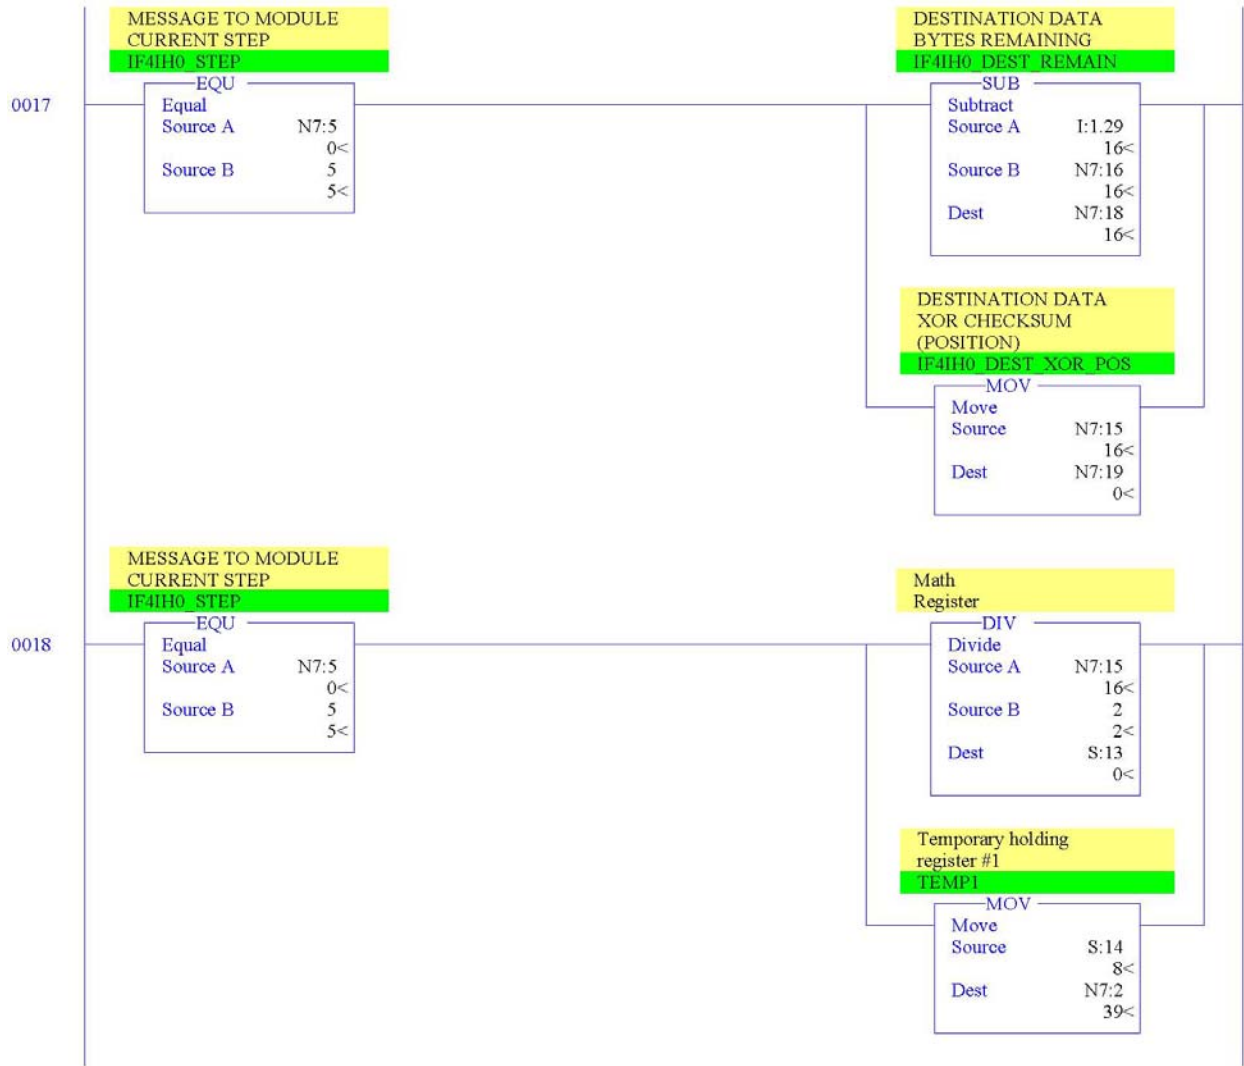 MESSAGE TO MODULE
CURRENT STEP
IF4IH0_STEP
EQU
0017
Equal
Source A N7:5
0<
Source B 5
5<
DESTINATION DATA
BYTES REMAINING
IF4IH0_DEST_REMAIN
SUB
Subtract
Source A I:1.29
16<
Source B N7:16
16<
Dest N7:18
16<
DESTINATION DATA
XOR CHECKSUM
(POSITION)
IF4IH0_DEST_XOR_POS
MOV
Move
Source N7:15
16<
Dest N7:19
0<
MESSAGE TO MODULE
CURRENT STEP
IF4IH0_STEP
EQU
0018
Equal
Source A N7:5
0<
Source B 5
5<
Math
Register
DIV
Divide
Source A N7:15
16<
Source B 2
2<
Dest S:13
0<
Temporary holding
register #1
TEMP1
MOV
Move
Source S:14
8<
Dest N7:2
39<